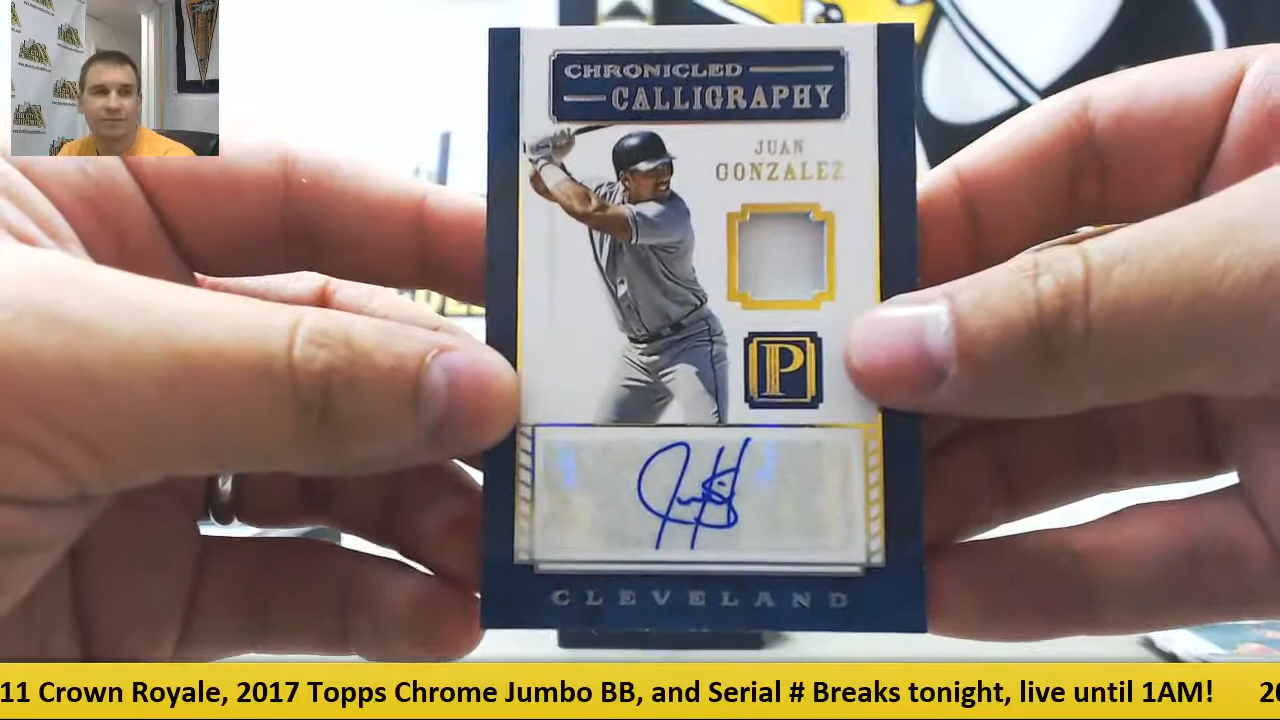 CHRONICLED
CALLIGRAPHY
JUAN
GONZALEZ
P
CLEVELAND
11 Crown Royale, 2017 Topps Chrome Jumbo BB, and Serial # Breaks tonight, live until 1AM!